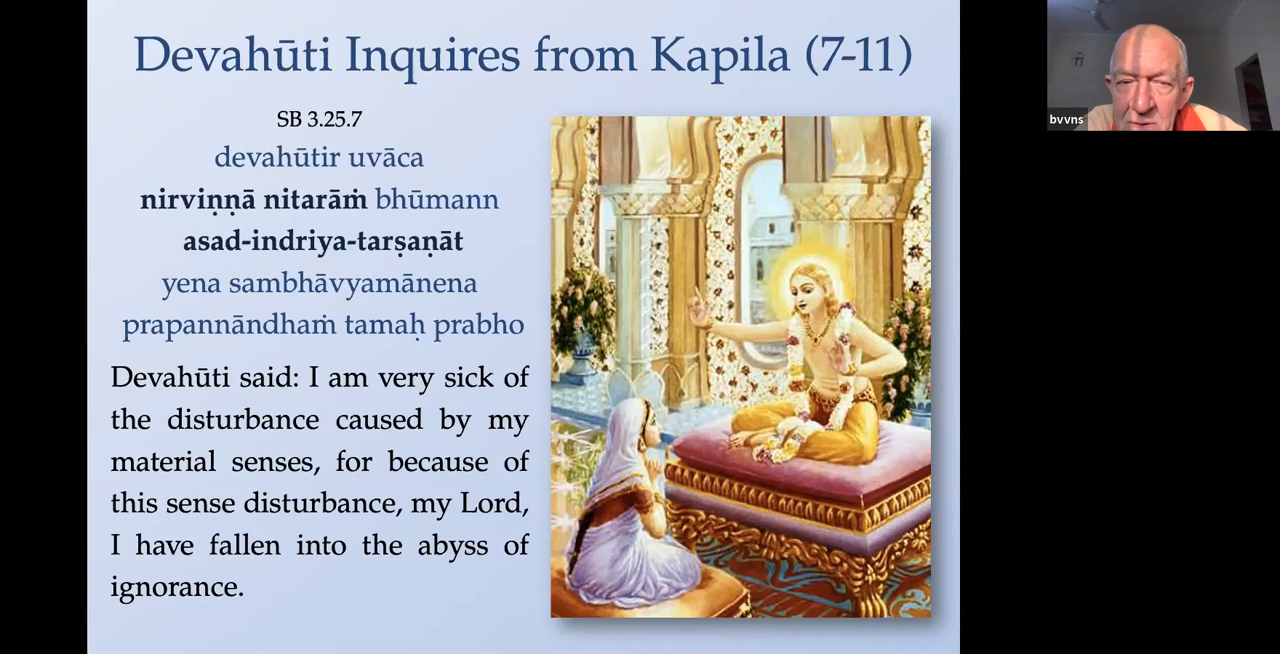 Devahūti Inquires from Kapila (7-11)
SB 3.25.7
devahūtir uvāca
nirviṇṇā nitarāṁ bhūmann
asad-indriya-tarṣaṇāt
yena sambhāvyamānena
prapannāndhaṁ tamaḥ prabho
Devahūti said: I am very sick of
the disturbance caused by my
material senses, for because of
this sense disturbance, my Lord,
I have fallen into the abyss of
ignorance.
bvvns